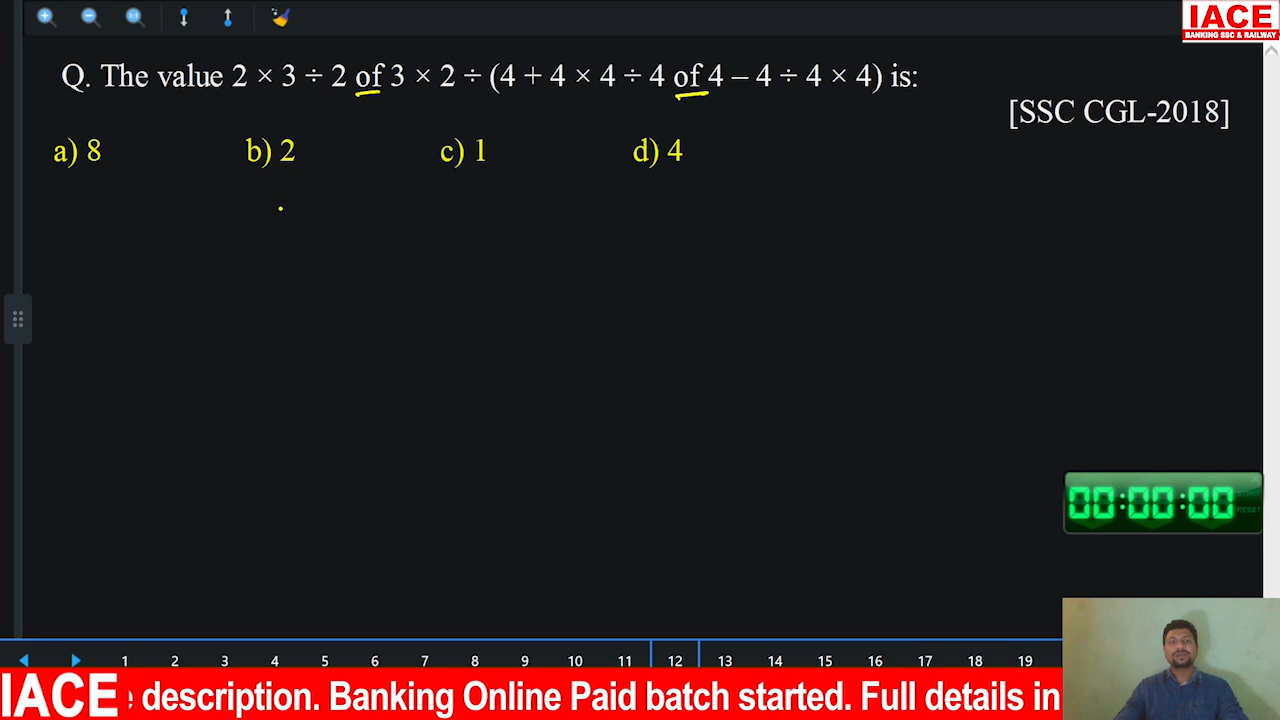 IACE
BANKING SSC & RAILWAY
Q. The value 2 × 3 ÷ 2 of 3 × 2 ÷ (4 + 4 × 4 ÷ 4 of 4 – 4 ÷ 4 × 4) is:
[SSC CGL-2018]
a) 8 b) 2 c) 1 d) 4
00:00:00
RESET
1 2 3 4 5 6 7 8 9 10 11 12 13 14 15 16 17 18 19
IACE description. Banking Online Paid batch started. Full details in